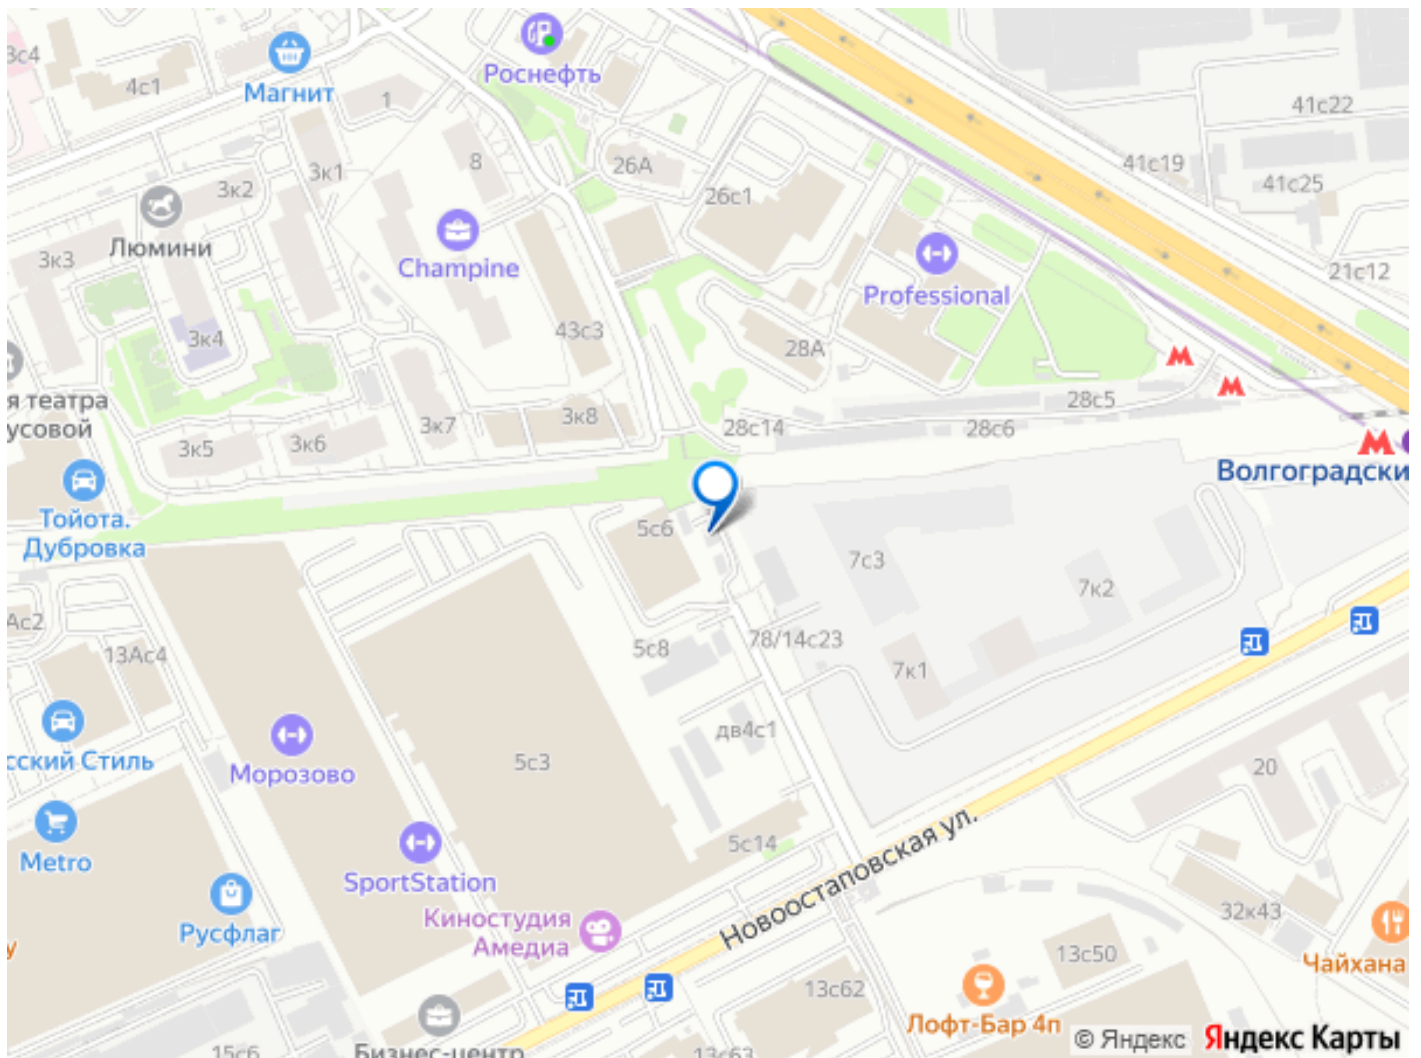 3с4
4с1
Магнит
1
Роснефть
41с22
41с19
41с25
21с12
3к1
3к2
8
26А
26с1
Люмини
3к3
Champine
Professional
3к4
43с3
28А
я театра
усовой
3к5
3к6
3к7
3к8
28с14
28с5
28с6
Волгоградски
Тойота.
Дубровка
5с6
7с3
7к2
Ас2
13Ас4
5с8
78/14с23
7к1
сский Стиль
Морозово
5с3
дв4с1
20
Metro
SportStation
5с14
Новоостаповская ул.
Русфлаг
Киностудия
Амедиа
у
32к43
13с50
Чайхана
13с62
Лофт-Бар 4п
15с6
Бизнес-центр
13с63
© Яндекс
Яндекс Карты